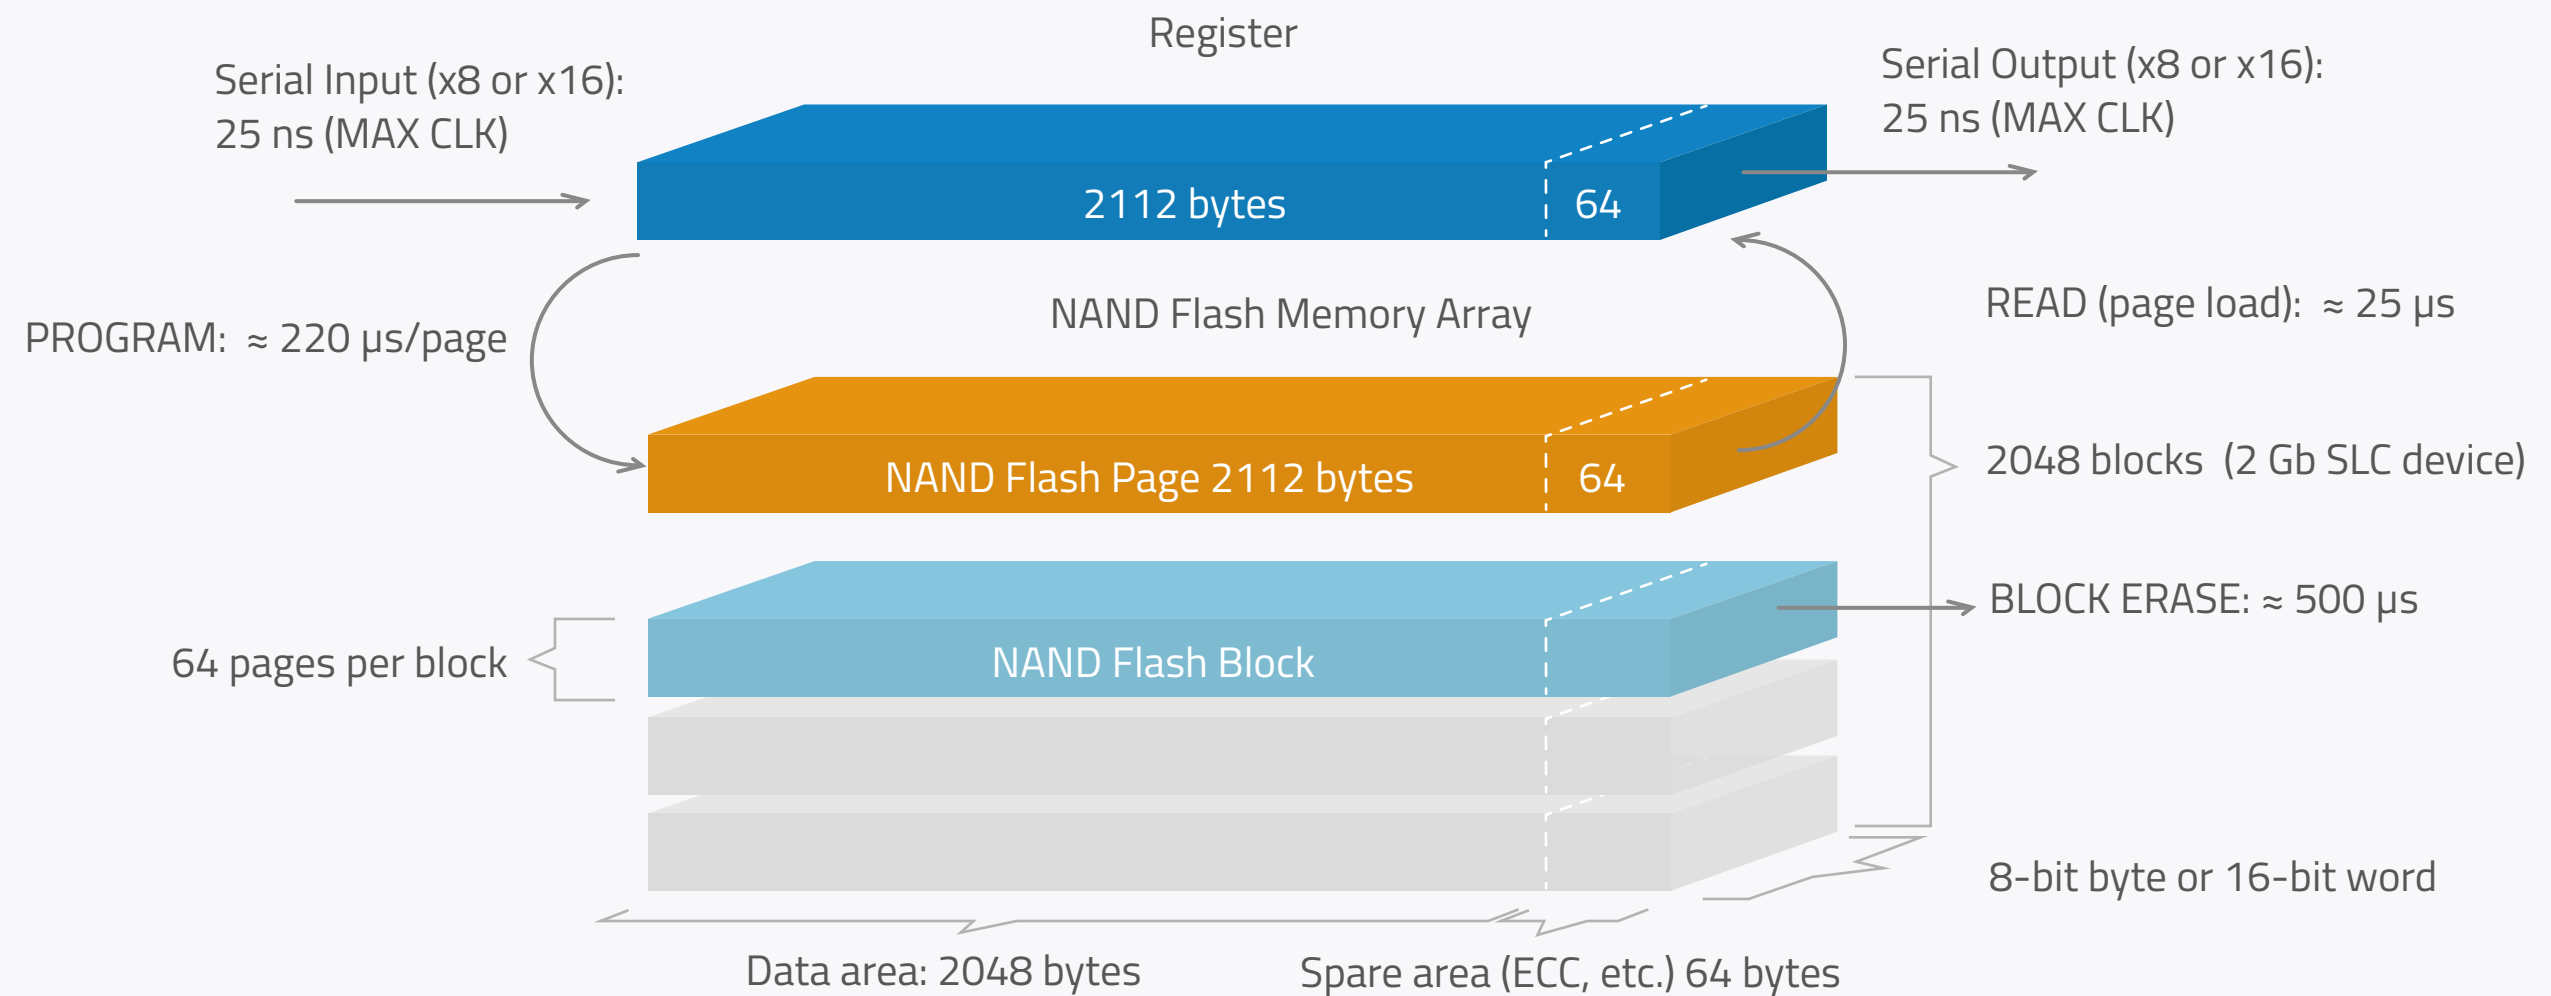 Register
Serial Input (x8 or x16):
25 ns (MAX CLK)
Serial Output (x8 or x16):
25 ns (MAX CLK)
2112 bytes
64
PROGRAM: ≈ 220 µs/page
NAND Flash Memory Array
READ (page load): ≈ 25 µs
NAND Flash Page 2112 bytes
64
2048 blocks (2 Gb SLC device)
BLOCK ERASE: ≈ 500 µs
64 pages per block
NAND Flash Block
8-bit byte or 16-bit word
Data area: 2048 bytes
Spare area (ECC, etc.) 64 bytes